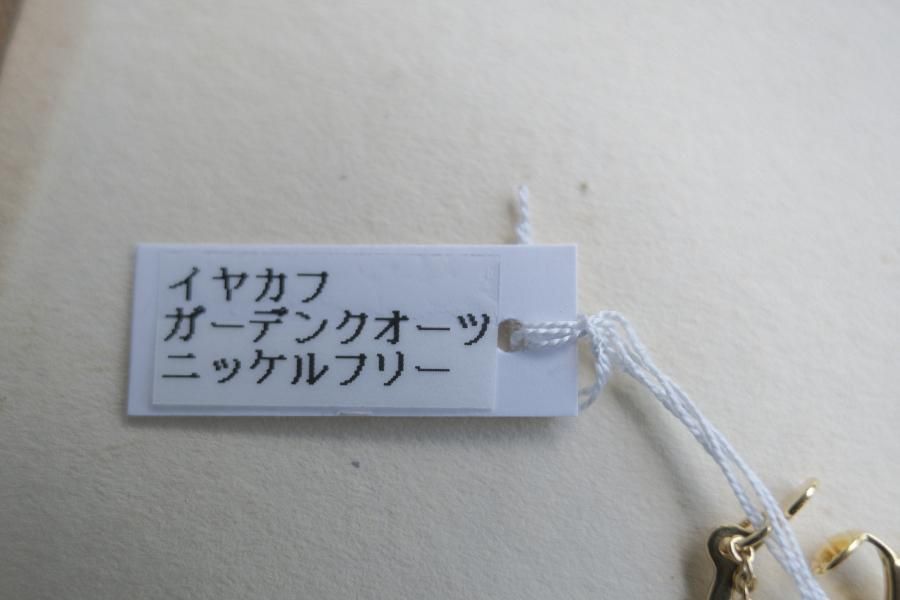 イヤカフ
ガーデンクオーツ
ニッケルフリー